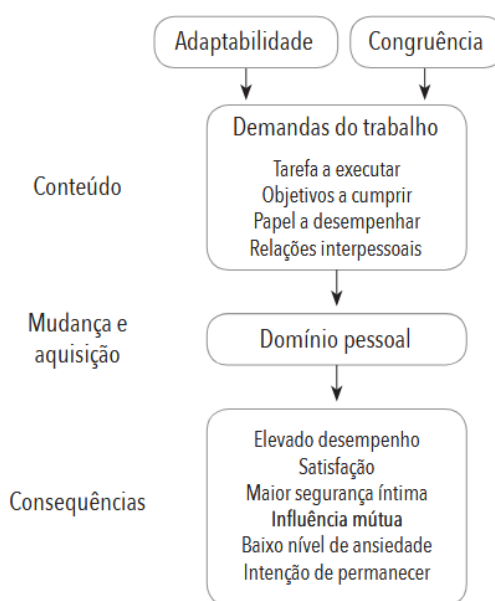 Adaptabilidade
Congruência
Demandas do trabalho
Conteúdo
Tarefa a executar
Objetivos a cumprir
Papel a desempenhar
Relações interpessoais
Mudança e
aquisição
Domínio pessoal
Consequências
Elevado desempenho
Satisfação
Maior segurança íntima
Influência mútua
Baixo nível de ansiedade
Intenção de permanecer